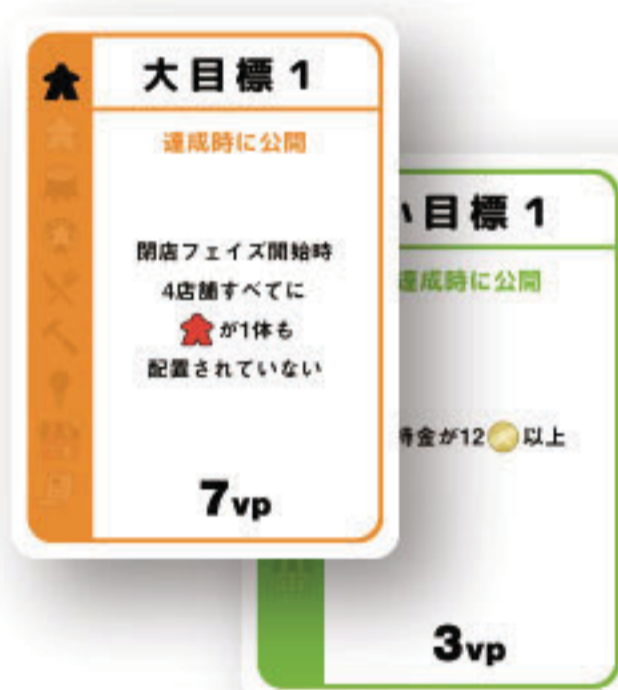 大目標 1
達成時に公開
閉店フェイズ開始時
4店舗すべてに
が1体も
配置されていない
7vp
目標 1
達成時に公開
金が12 以上
3vp